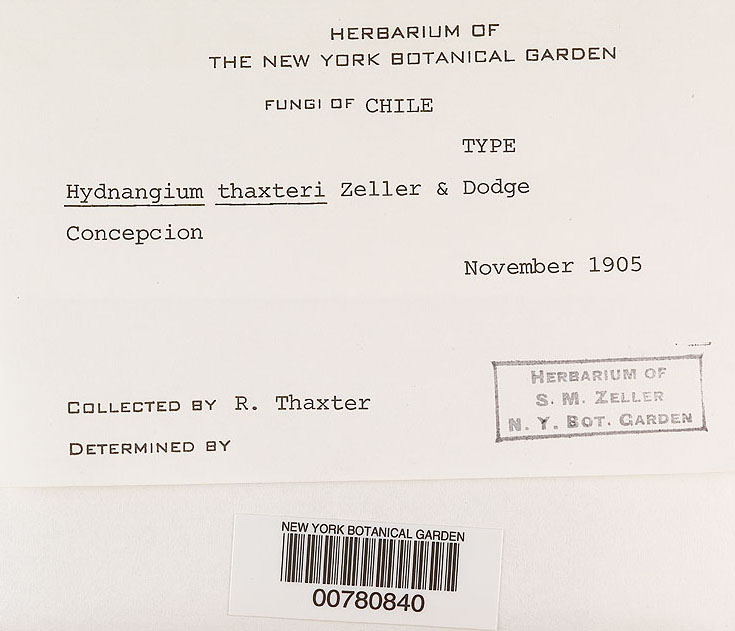 HERBARIUM OF
THE NEW YORK BOTANICAL GARDEN
FUNGI OF CHILE
TYPE
Hydnangium thaxteri Zeller & Dodge
Concepcion
November 1905
COLLECTED BY R. Thaxter
DETERMINED BY
HERBARIUM OF
S. M. ZELLER
N. Y. BOT. GARDEN
NEW YORK BOTANICAL GARDEN
00780840